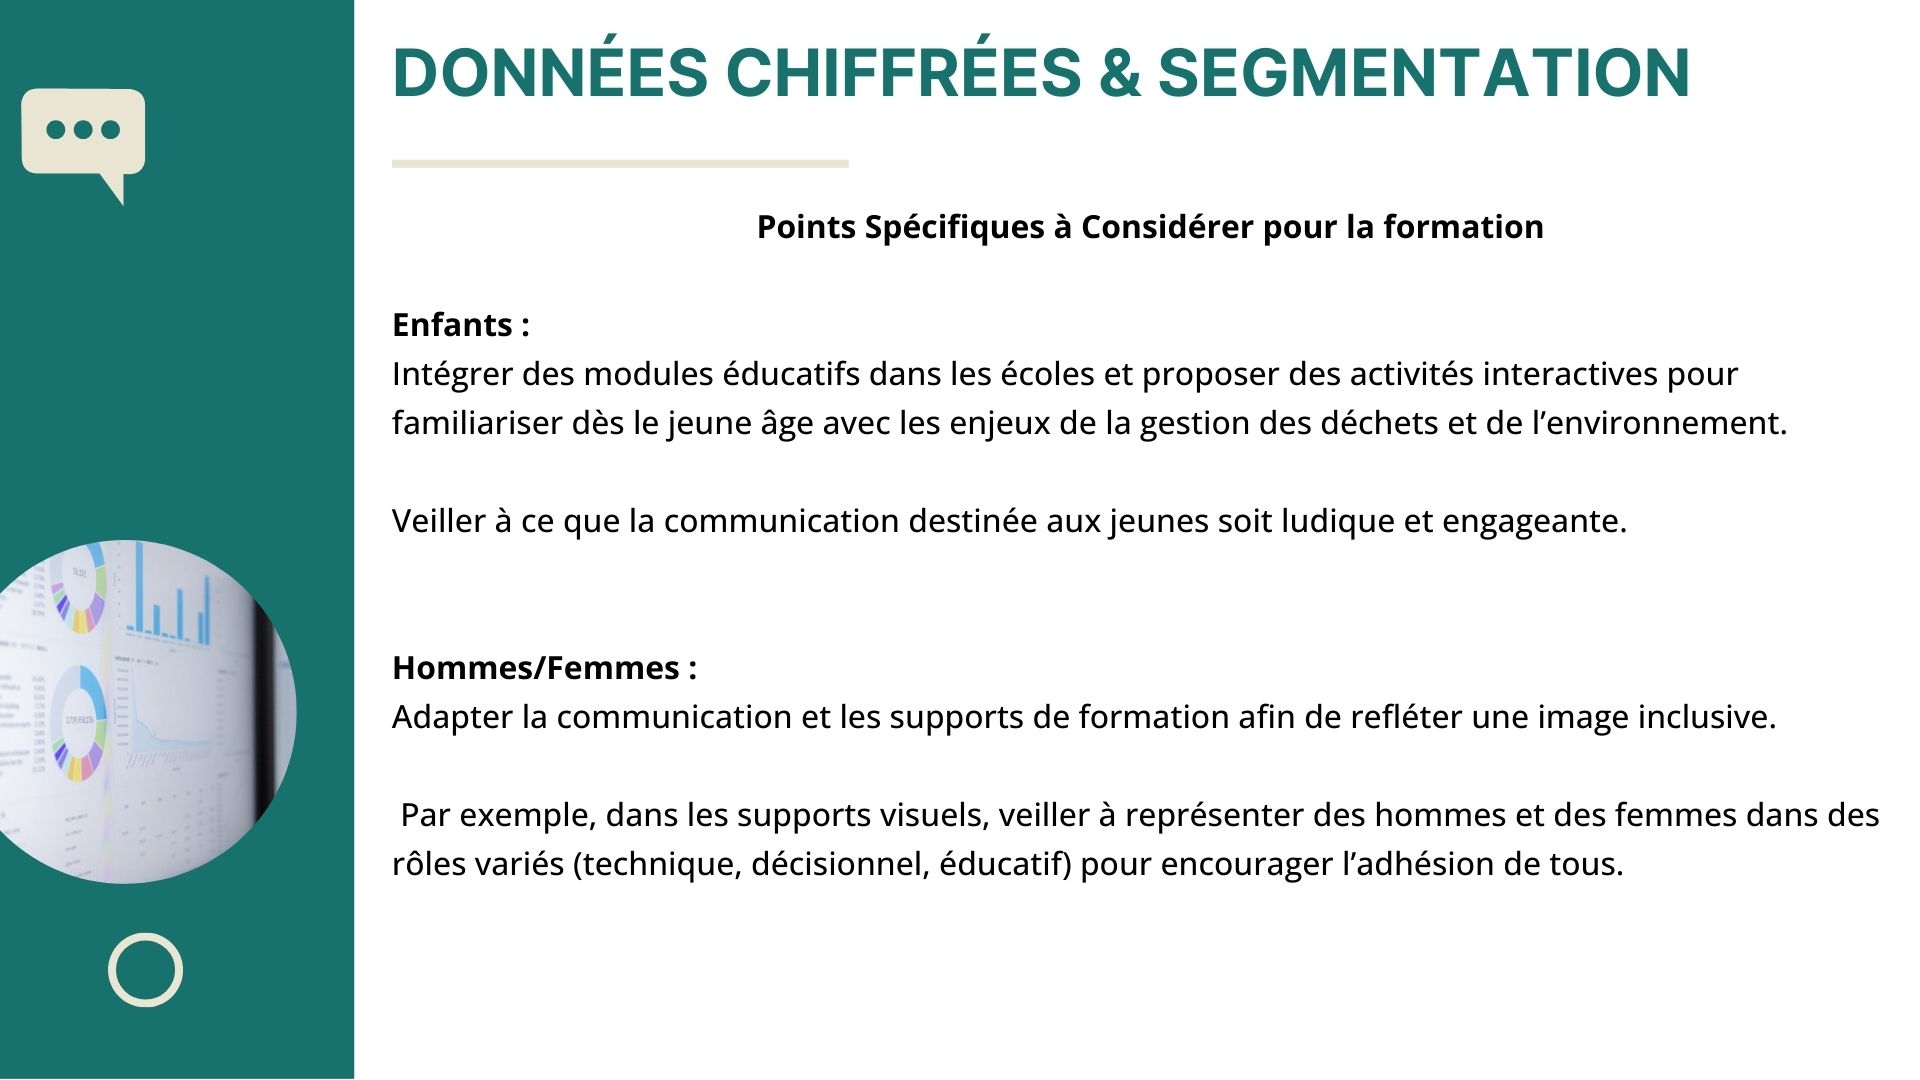 DONNÉES CHIFFRÉES & SEGMENTATION
Points Spécifiques à Considérer pour la formation
Enfants :
Intégrer des modules éducatifs dans les écoles et proposer des activités interactives pour
familiariser dès le jeune âge avec les enjeux de la gestion des déchets et de l’environnement.
Veiller à ce que la communication destinée aux jeunes soit ludique et engageante.
Hommes/Femmes :
Adapter la communication et les supports de formation afin de refléter une image inclusive.
Par exemple, dans les supports visuels, veiller à représenter des hommes et des femmes dans des
rôles variés (technique, décisionnel, éducatif) pour encourager l’adhésion de tous.